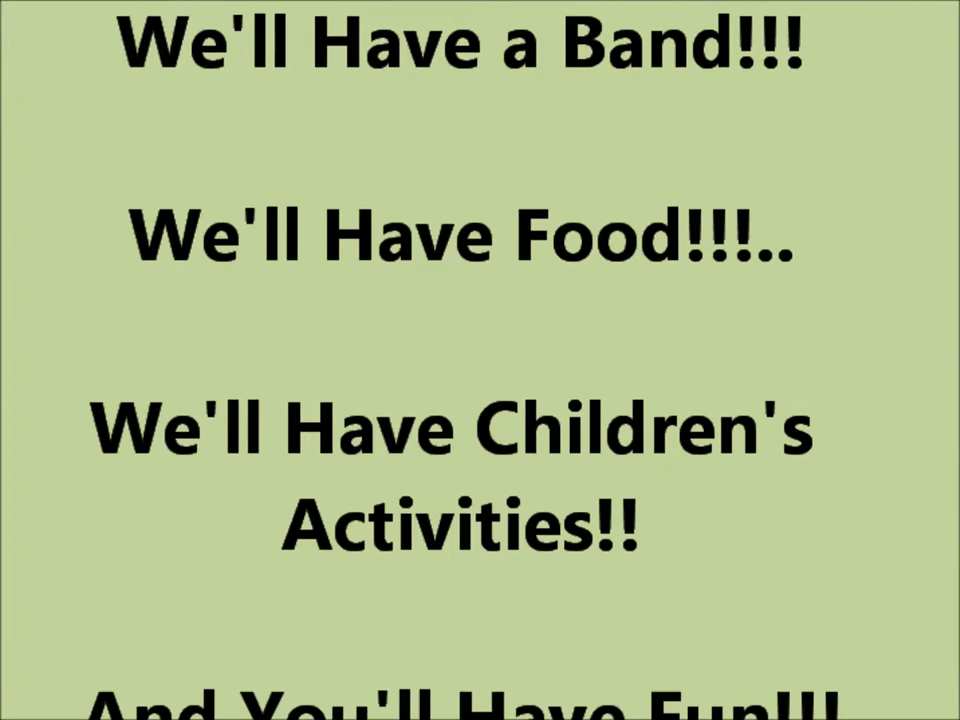 We'll Have a Band!!!
We'll Have Food!!!..
We'll Have Children's
Activities!!
And You'll Have Fun!!!